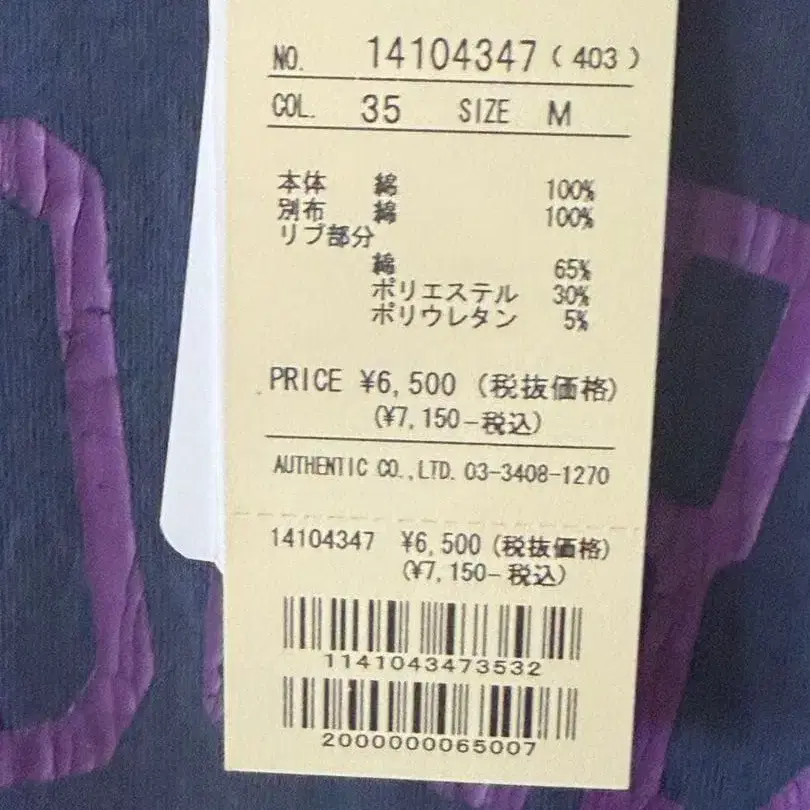 NO. 14104347 (403)
COL. 35 SIZE M
本体 綿 100%
別布 綿 100%
リブ部分
綿 65%
ポリエステル 30%
ポリウレタン 5%
PRICE ¥6,500 (税抜価格)
(¥7,150-税込)
AUTHENTIC CO.,LTD. 03-3408-1270
14104347 ¥6,500 (税抜価格)
(¥7,150-税込)
1141043473532
2000000065007